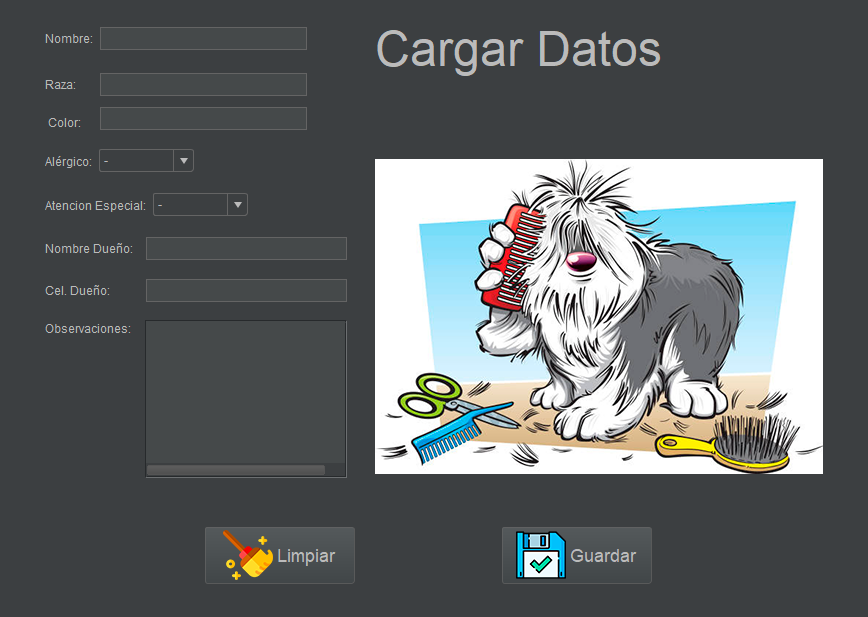 Cargar Datos
Nombre:
Raza:
Color:
Alérgico: -
Atencion Especial: -
Nombre Dueño:
Cel. Dueño:
Observaciones:
Limpiar
Guardar